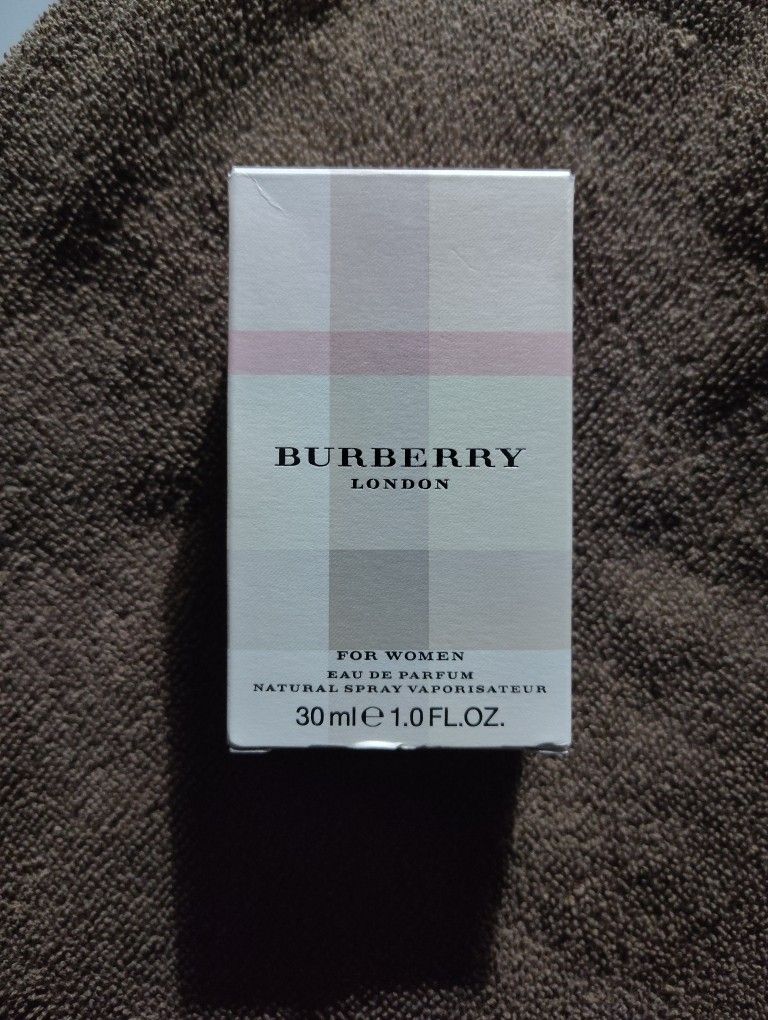 BURBERRY
LONDON
FOR WOMEN
EAU DE PARFUM
NATURAL SPRAY VAPORISATEUR
30 ml ℮ 1.0 FL.OZ.